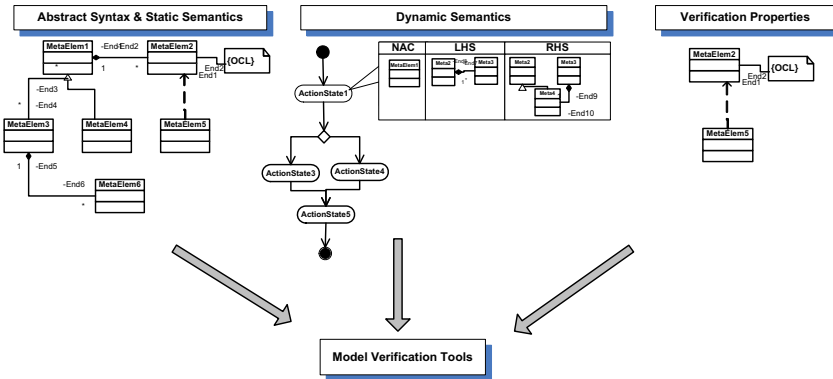 Abstract Syntax & Static Semantics
MetaElem1
-End1
-End2
MetaElem2
*
1
*
End2
End1
{OCL}
-End3
*
-End4
MetaElem3
MetaElem4
MetaElem5
1
-End5
-End6
*
MetaElem6
Dynamic Semantics
ActionState1
ActionState3
ActionState4
ActionState5
NAC
LHS
RHS
MetaElem1
Meta2
Meta3
1
*
Meta2
Meta3
Meta4
-End9
-End10
Verification Properties
MetaElem2
End2
End1
{OCL}
MetaElem5
Model Verification Tools